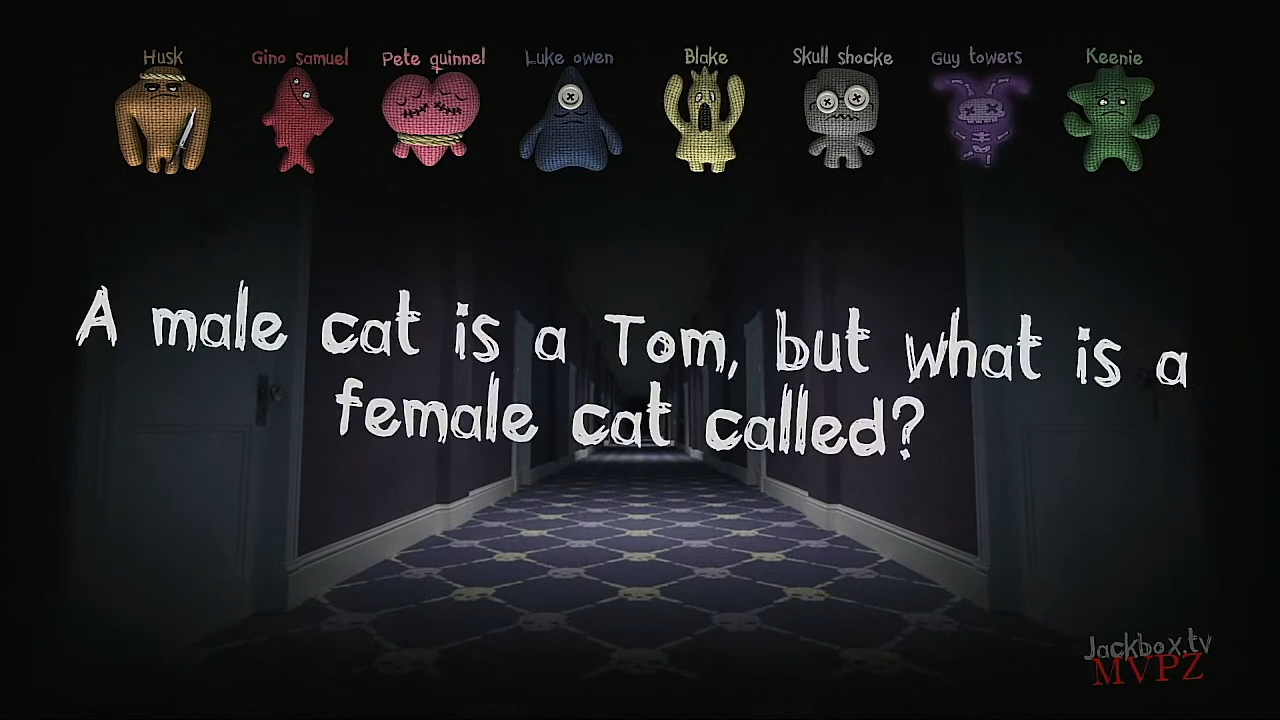 Husk
Gino samuel
Pete quinnel
Luke owen
Blake
Skull shocke
Guy towers
Keenie
A male cat is a Tom, but what is a
female cat called?
Jackbox.tv
MVPZ